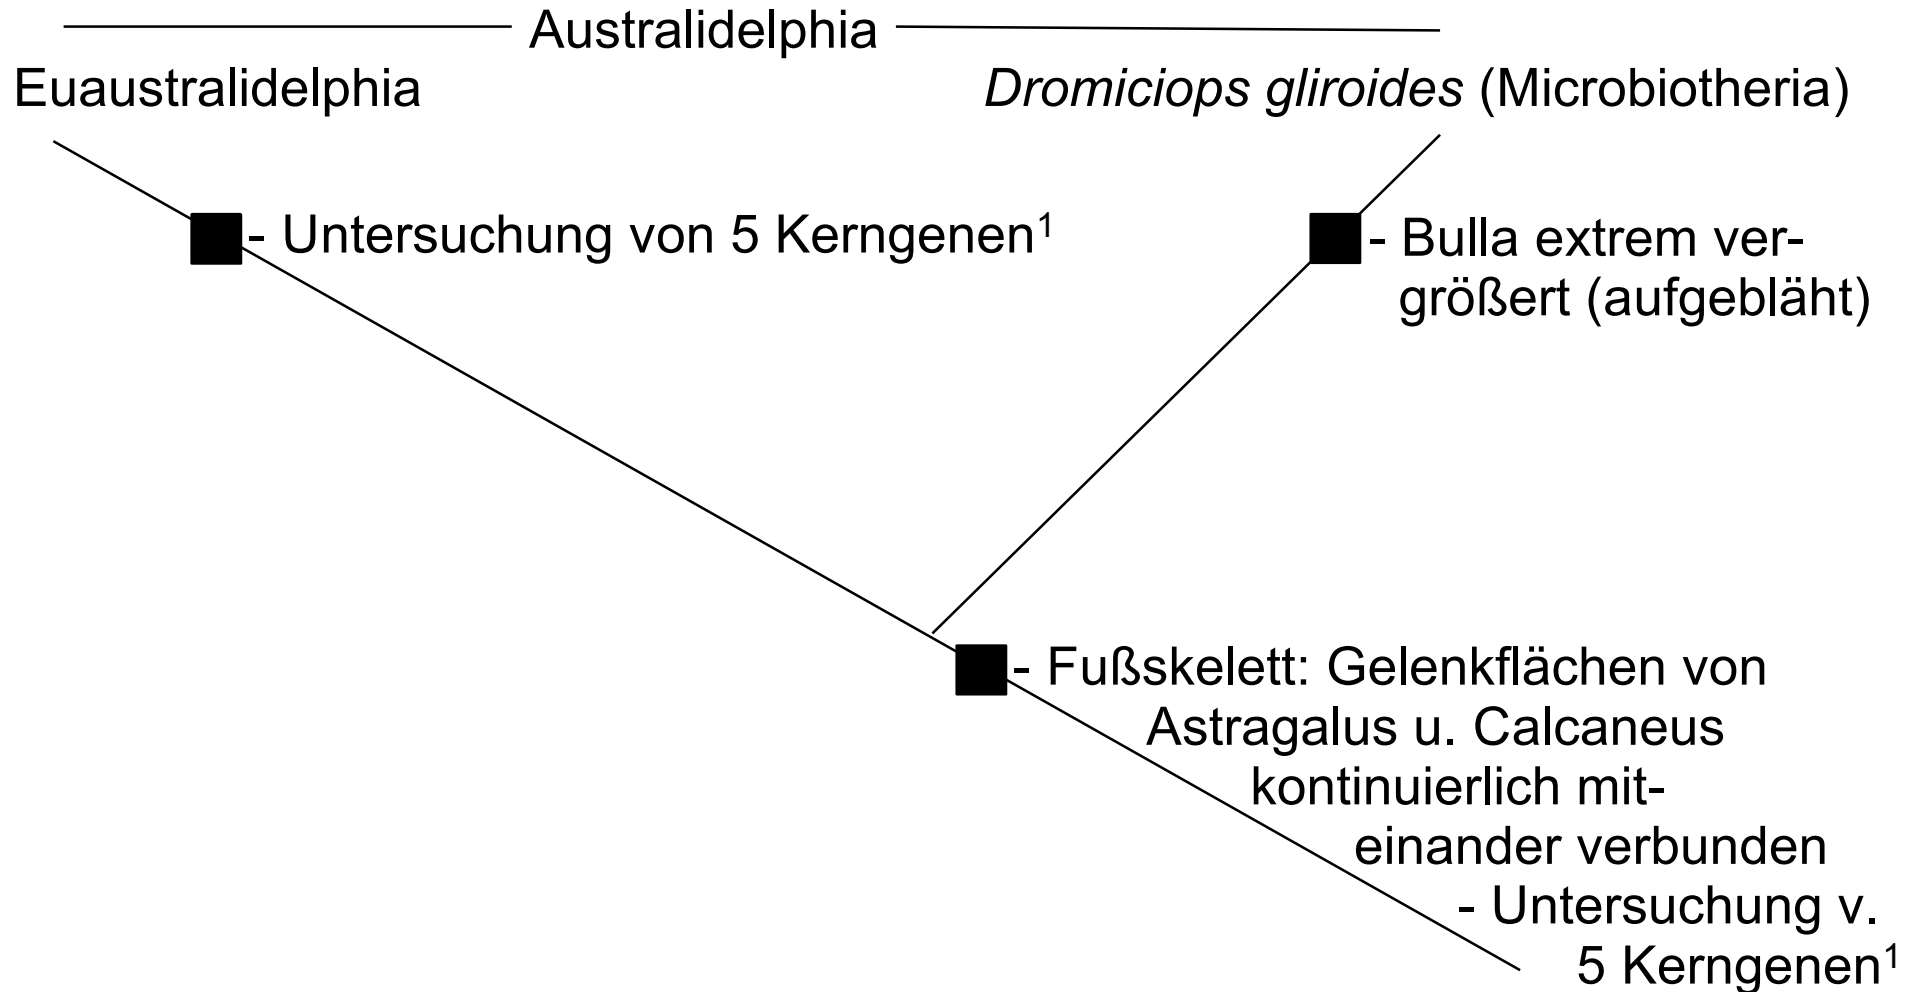 Australidelphia
Euaustralidelphia
Dromiciops gliroides (Microbiotheria)
- Untersuchung von 5 Kerngenen¹
- Bulla extrem ver-
größert (aufgebläht)
- Fußskelett: Gelenkflächen von
Astragalus u. Calcaneus
kontinuierlich mit-
einander verbunden
- Untersuchung v.
5 Kerngenen¹